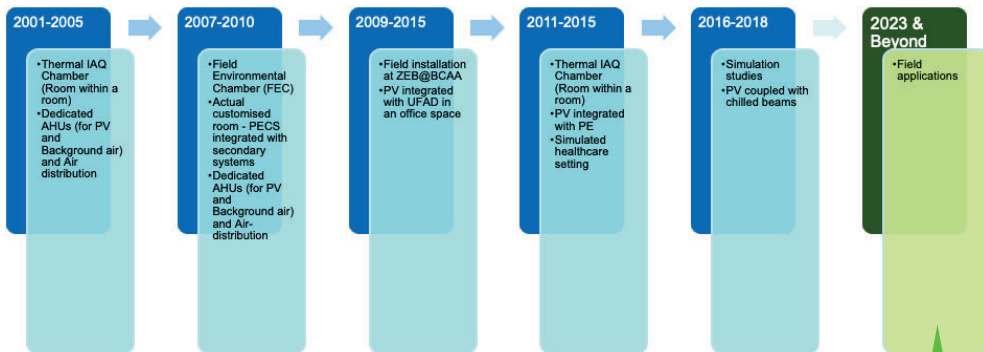 2001-2005
•Thermal IAQ
Chamber
(Room within a
room)
•Dedicated
AHUs (for PV
and
Background air)
and Air
distribution
2007-2010
•Field
Environmental
Chamber (FEC)
•Actual
customised
room - PECS
integrated with
secondary
systems
•Dedicated
AHUs (for PV
and
Background air)
and Air-
distribution
2009-2015
•Field installation
at ZEB@BCAA
•PV integrated
with UFAD in
an office space
2011-2015
•Thermal IAQ
Chamber
(Room within a
room)
•PV integrated
with PE
•Simulated
healthcare
setting
2016-2018
•Simulation
studies
•PV coupled with
chilled beams
2023 &
Beyond
•Field
applications